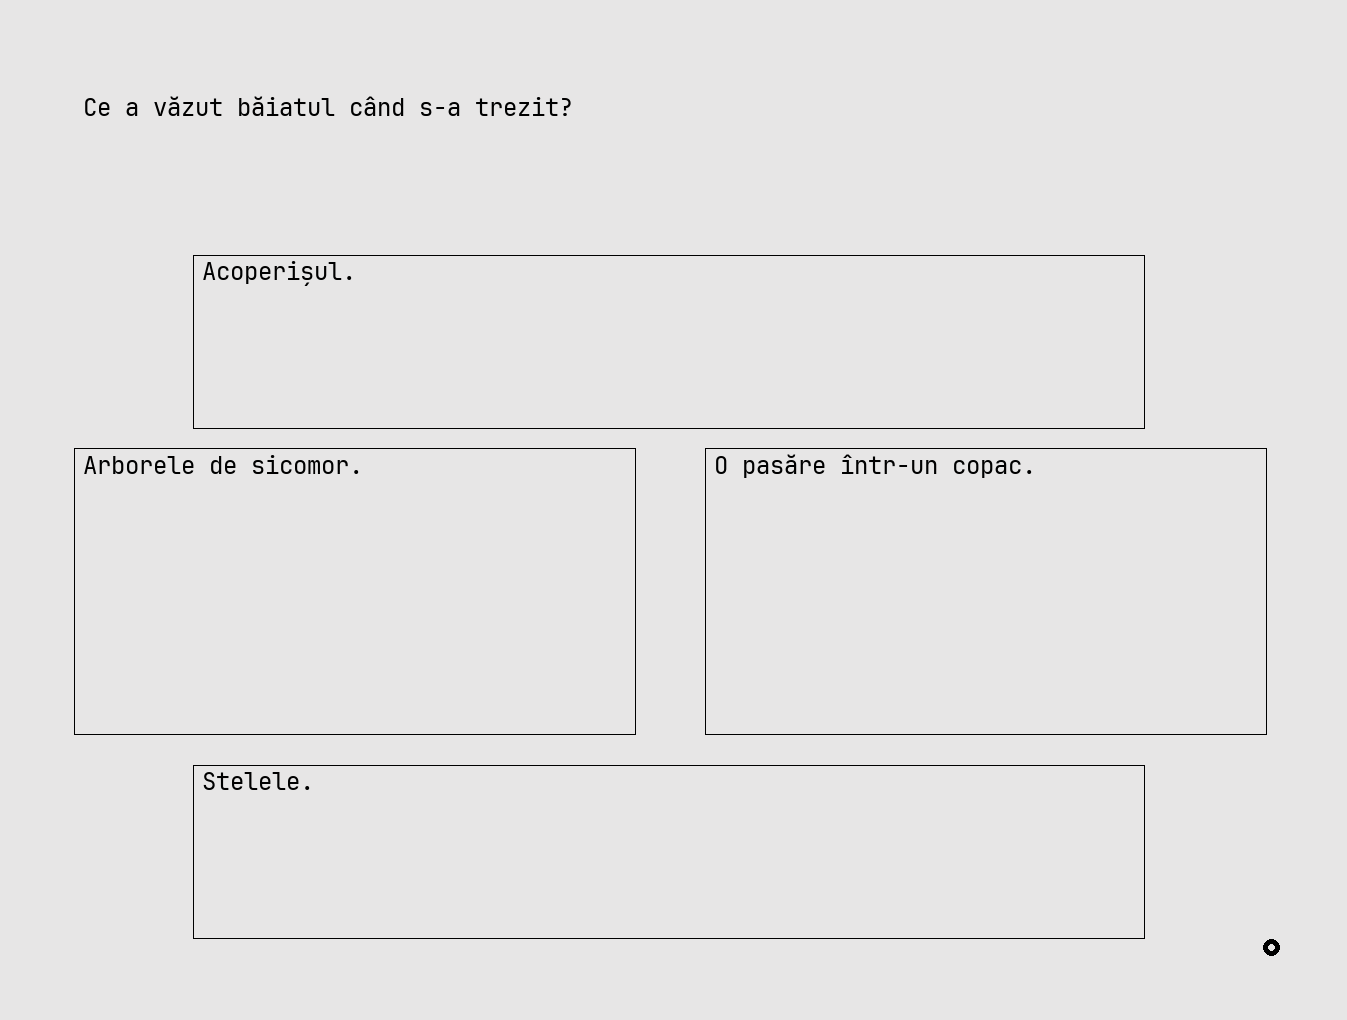 Ce a văzut băiatul când s-a trezit?
Acoperișul.
Arborele de sicomor.
O pasăre într-un copac.
Stelele.